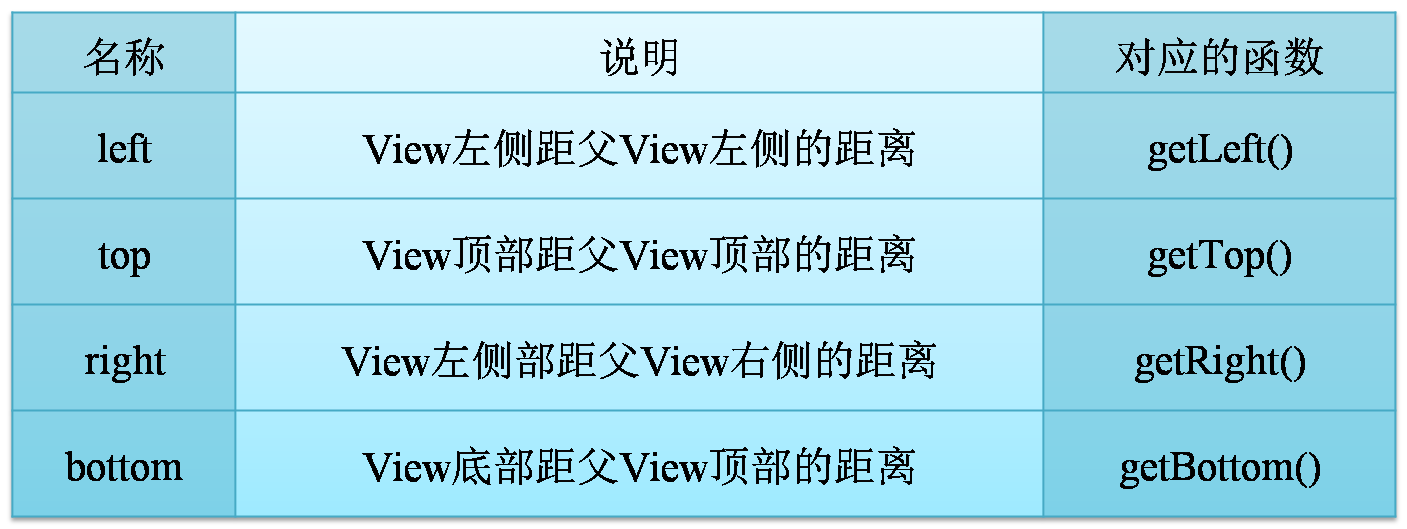 名称 说明 对应的函数
left View左侧距父View左侧的距离 getLeft()
top View顶部距父View顶部的距离 getTop()
right View左侧部距父View右侧的距离 getRight()
bottom View底部距父View顶部的距离 getBottom()